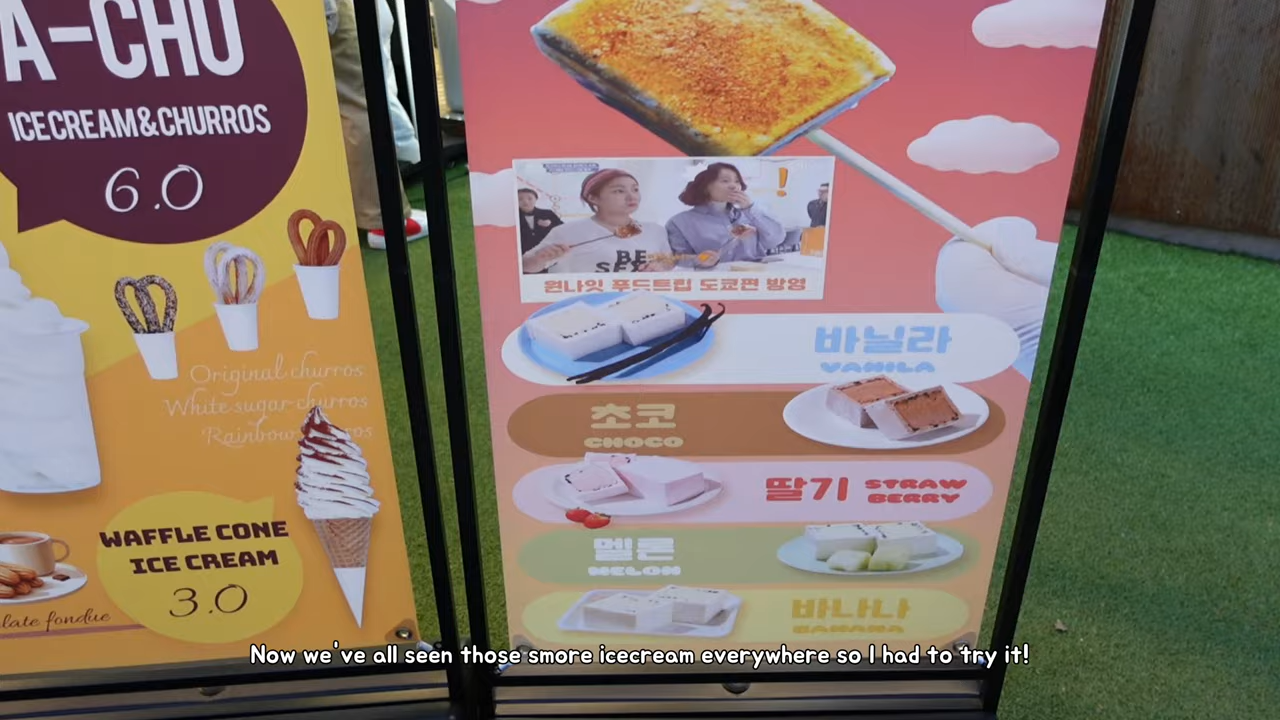 A-CHU
ICE CREAM & CHURROS
6.0
Original churros
White sugar churros
Rainbow
WAFFLE CONE
ICE CREAM
3.0
late fondue
!
BE
원나잇 푸드트립 도쿄편 방영
바닐라
VANILA
초코
CHOCO
딸기
STRAW
BERRY
멜론
MELON
바나나
BANANA
Now we've all seen those smore icecream everywhere so I had to try it!